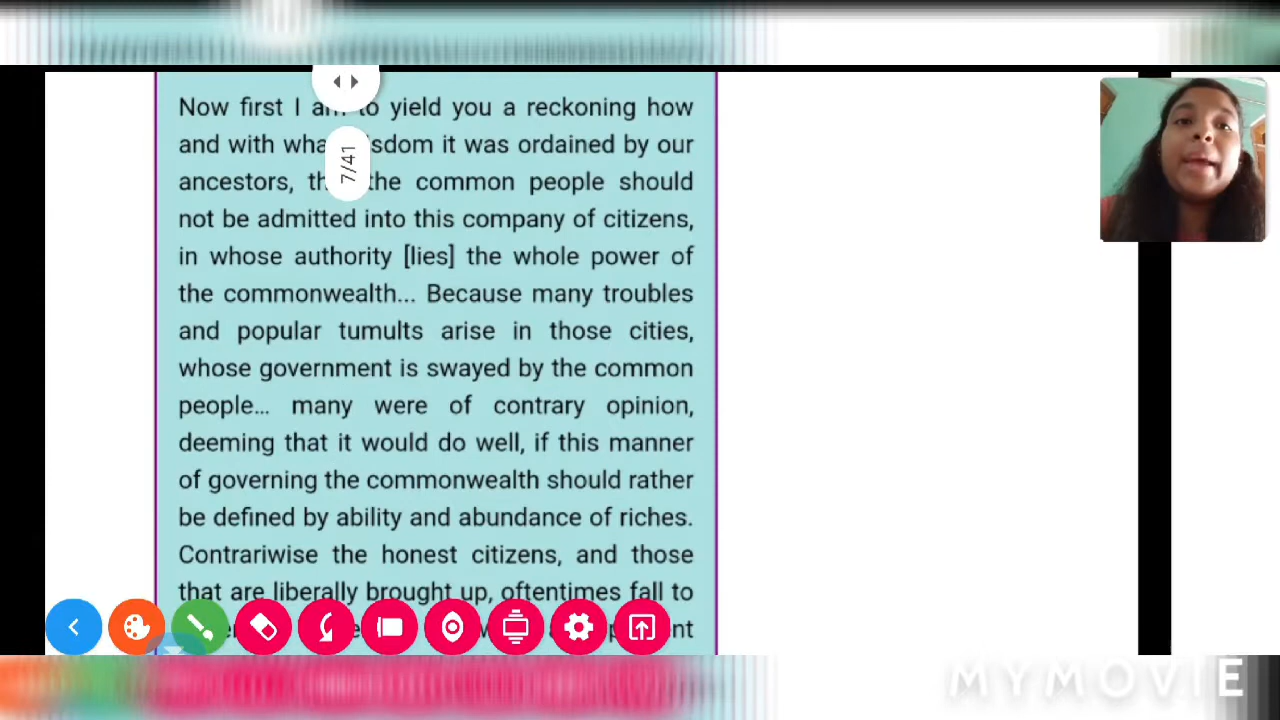 Now first I am to yield you a reckoning how
and with what wisdom it was ordained by our
ancestors, that the common people should
not be admitted into this company of citizens,
in whose authority [lies] the whole power of
the commonwealth... Because many troubles
and popular tumults arise in those cities,
whose government is swayed by the common
people... many were of contrary opinion,
deeming that it would do well, if this manner
of governing the commonwealth should rather
be defined by ability and abundance of riches.
Contrariwise the honest citizens, and those
that are liberally brought up, oftentimes fall to
7/41
MYMOVIE